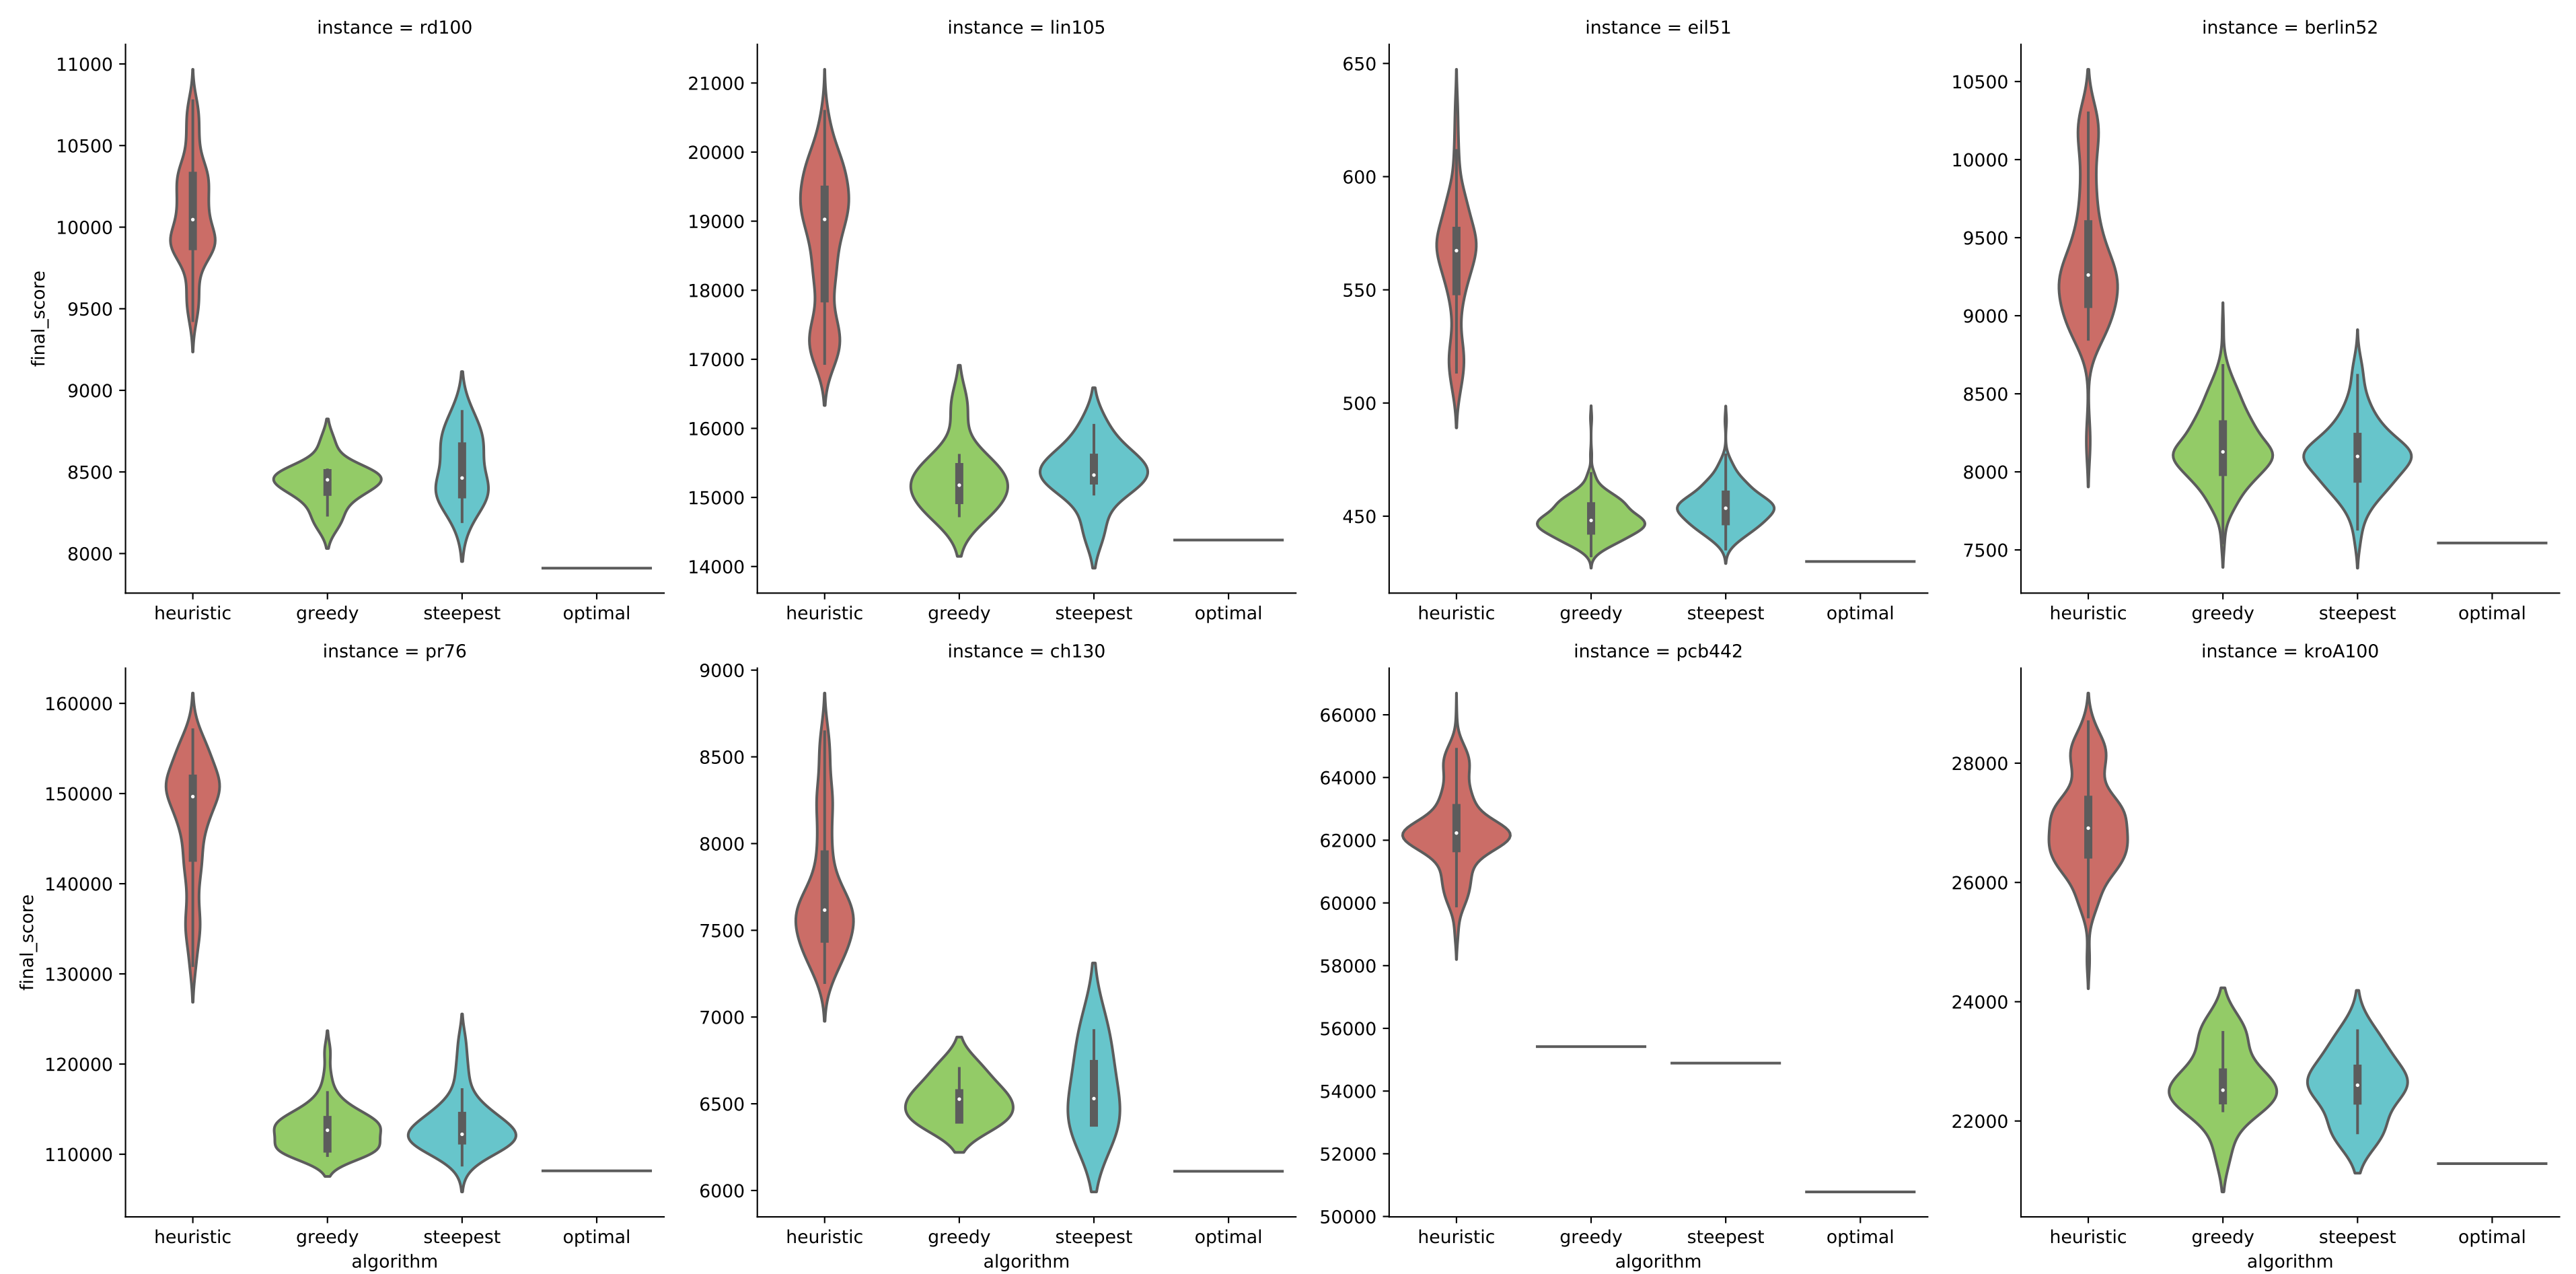 instance = rd100
instance = lin105
instance = eil51
instance = berlin52
final_score
11000
10500
10000
9500
9000
8500
8000
heuristic greedy steepest optimal
21000
20000
19000
18000
17000
16000
15000
14000
heuristic greedy steepest optimal
650
600
550
500
450
heuristic greedy steepest optimal
10500
10000
9500
9000
8500
8000
7500
heuristic greedy steepest optimal
instance = pr76
instance = ch130
instance = pcb442
instance = kroA100
final_score
160000
150000
140000
130000
120000
110000
heuristic greedy steepest optimal
algorithm
9000
8500
8000
7500
7000
6500
6000
heuristic greedy steepest optimal
algorithm
66000
64000
62000
60000
58000
56000
54000
52000
50000
heuristic greedy steepest optimal
algorithm
28000
26000
24000
22000
heuristic greedy steepest optimal
algorithm